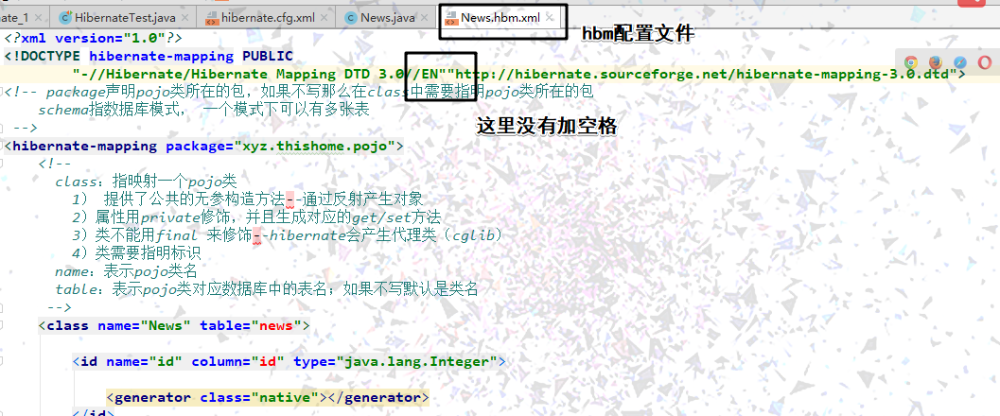 nate_1 HibernateTest.java hibernate.cfg.xml News.java News.hbm.xml
hbm配置文件
<?xml version="1.0"?>
<!DOCTYPE hibernate-mapping PUBLIC
"-//Hibernate/Hibernate Mapping DTD 3.0//EN""http://hibernate.sourceforge.net/hibernate-mapping-3.0.dtd">
<!-- package声明pojo类所在的包，如果不写那么在class中需要指明pojo类所在的包
schema指数据库模式， 一个模式下可以有多张表
这里没有加空格
-->
<hibernate-mapping package="xyz.thishome.pojo">
<!--
class：指映射一个pojo类
1） 提供了公共的无参构造方法--通过反射产生对象
2）属性用private修饰，并且生成对应的get/set方法
3）类不能用final 来修饰--hibernate会产生代理类（cglib）
4）类需要指明标识
name：表示pojo类名
table：表示pojo类对应数据库中的表名；如果不写默认是类名
-->
<class name="News" table="news">
<id name="id" column="id" type="java.lang.Integer">
<generator class="native"></generator>
</id>